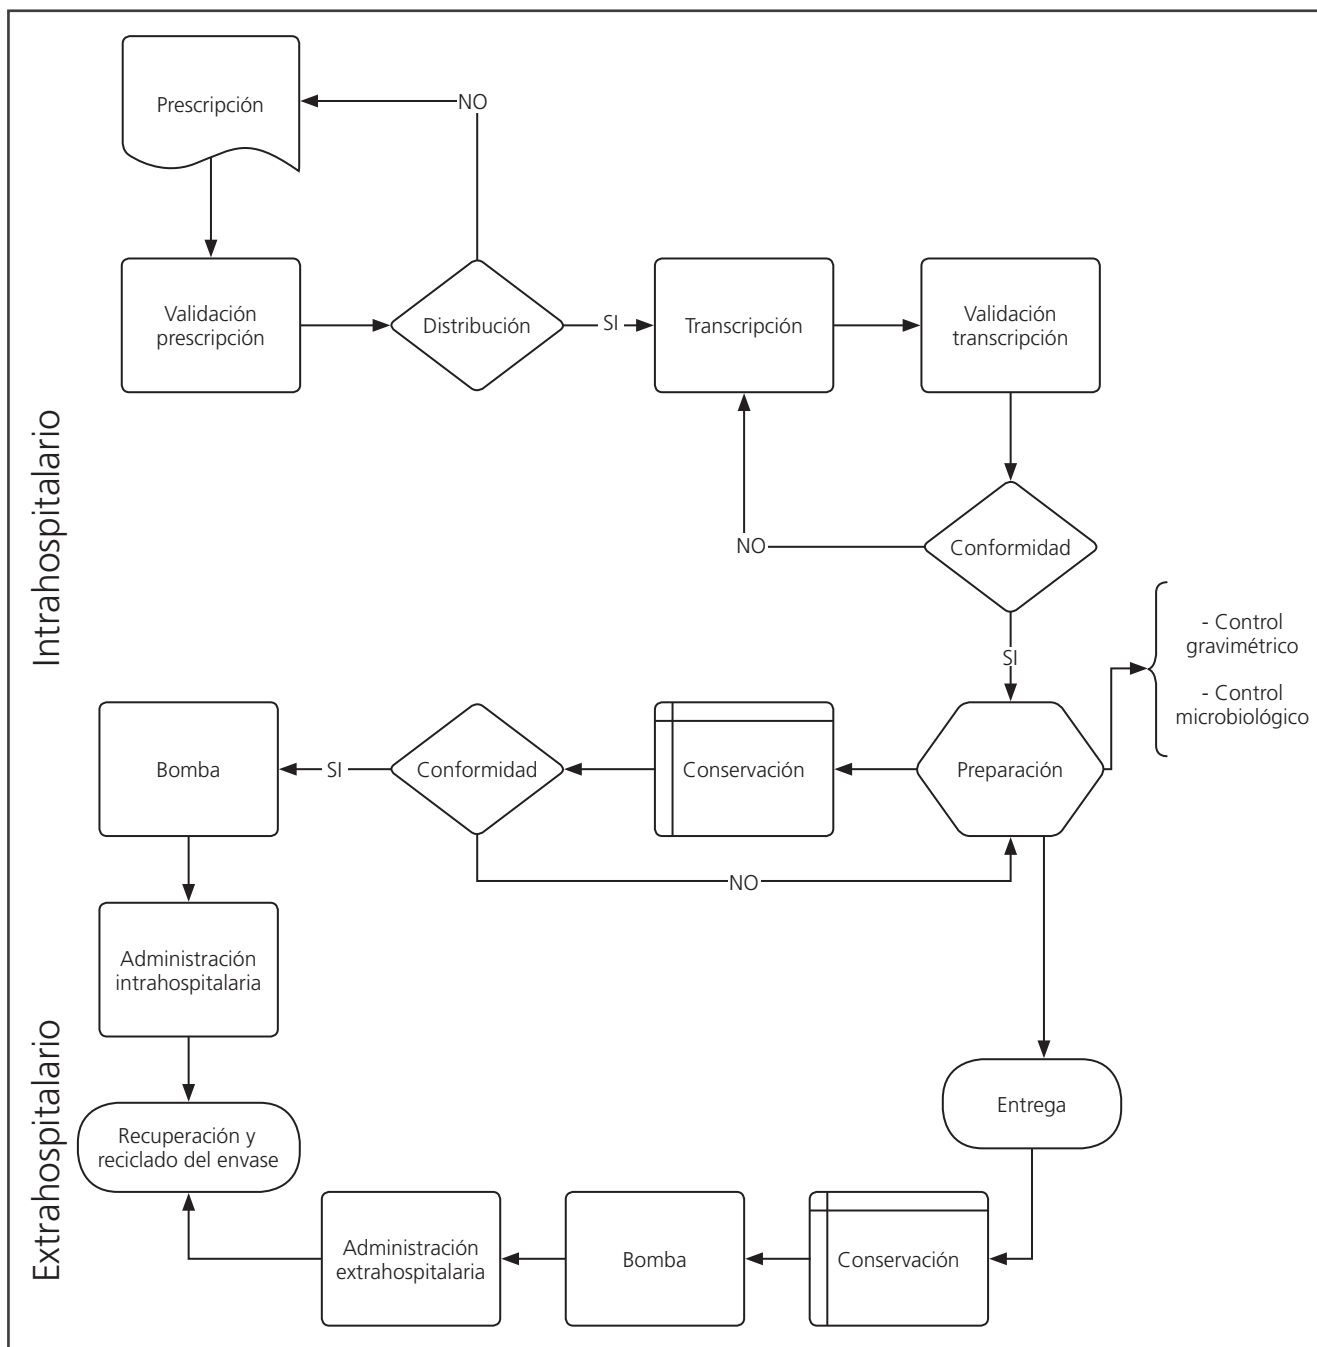 Prescripción
NO
Validación
prescripción
Distribución
SI
Transcripción
Validación
transcripción
Intrahospitalario
NO
Conformidad
SI
- Control
gravimétrico
- Control
microbiológico
Bomba
SI
Conformidad
Conservación
Preparación
NO
Administración
intrahospitalaria
Extrahospitalario
Entrega
Recuperación y
reciclado del envase
Administración
extrahospitalaria
Bomba
Conservación